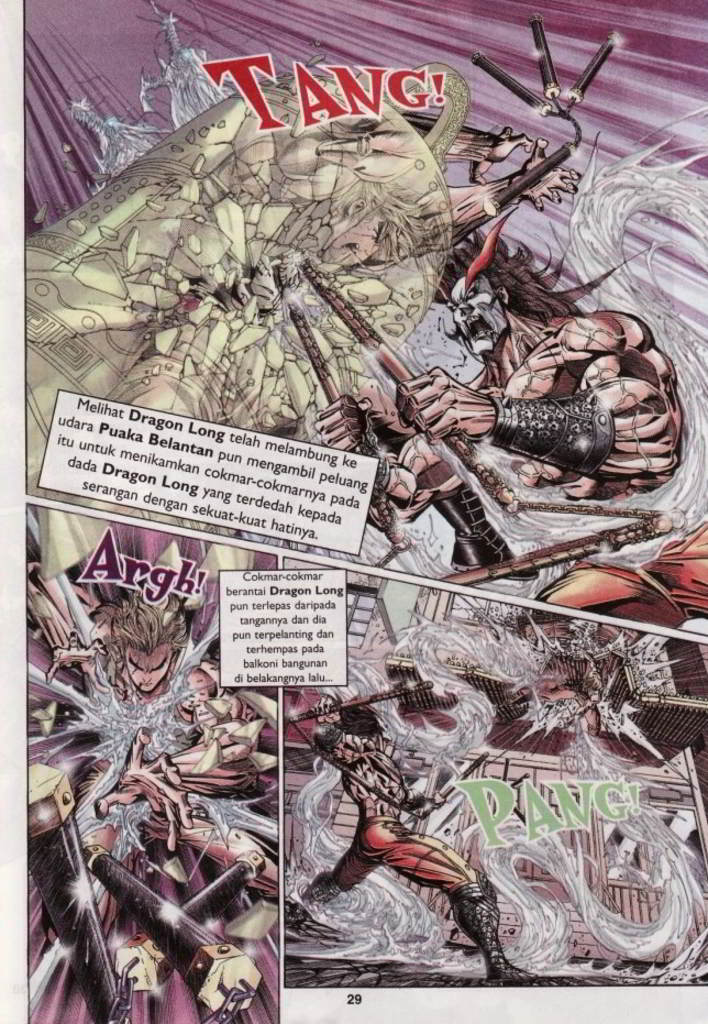 TANG!
Melihat Dragon Long telah melambung ke
udara Puaka Belantan pun mengambil peluang
itu untuk menikamkan cokmar-cokmarnya pada
dada Dragon Long yang terdedah kepada
serangan dengan sekuat-kuat hatinya.
Argh!
Cokmar-cokmar
berantai Dragon Long
pun terlepas daripada
tangannya dan dia
pun terpelanting dan
terhempas pada
balkoni bangunan
di belakangnya lalu...
PANG!
29